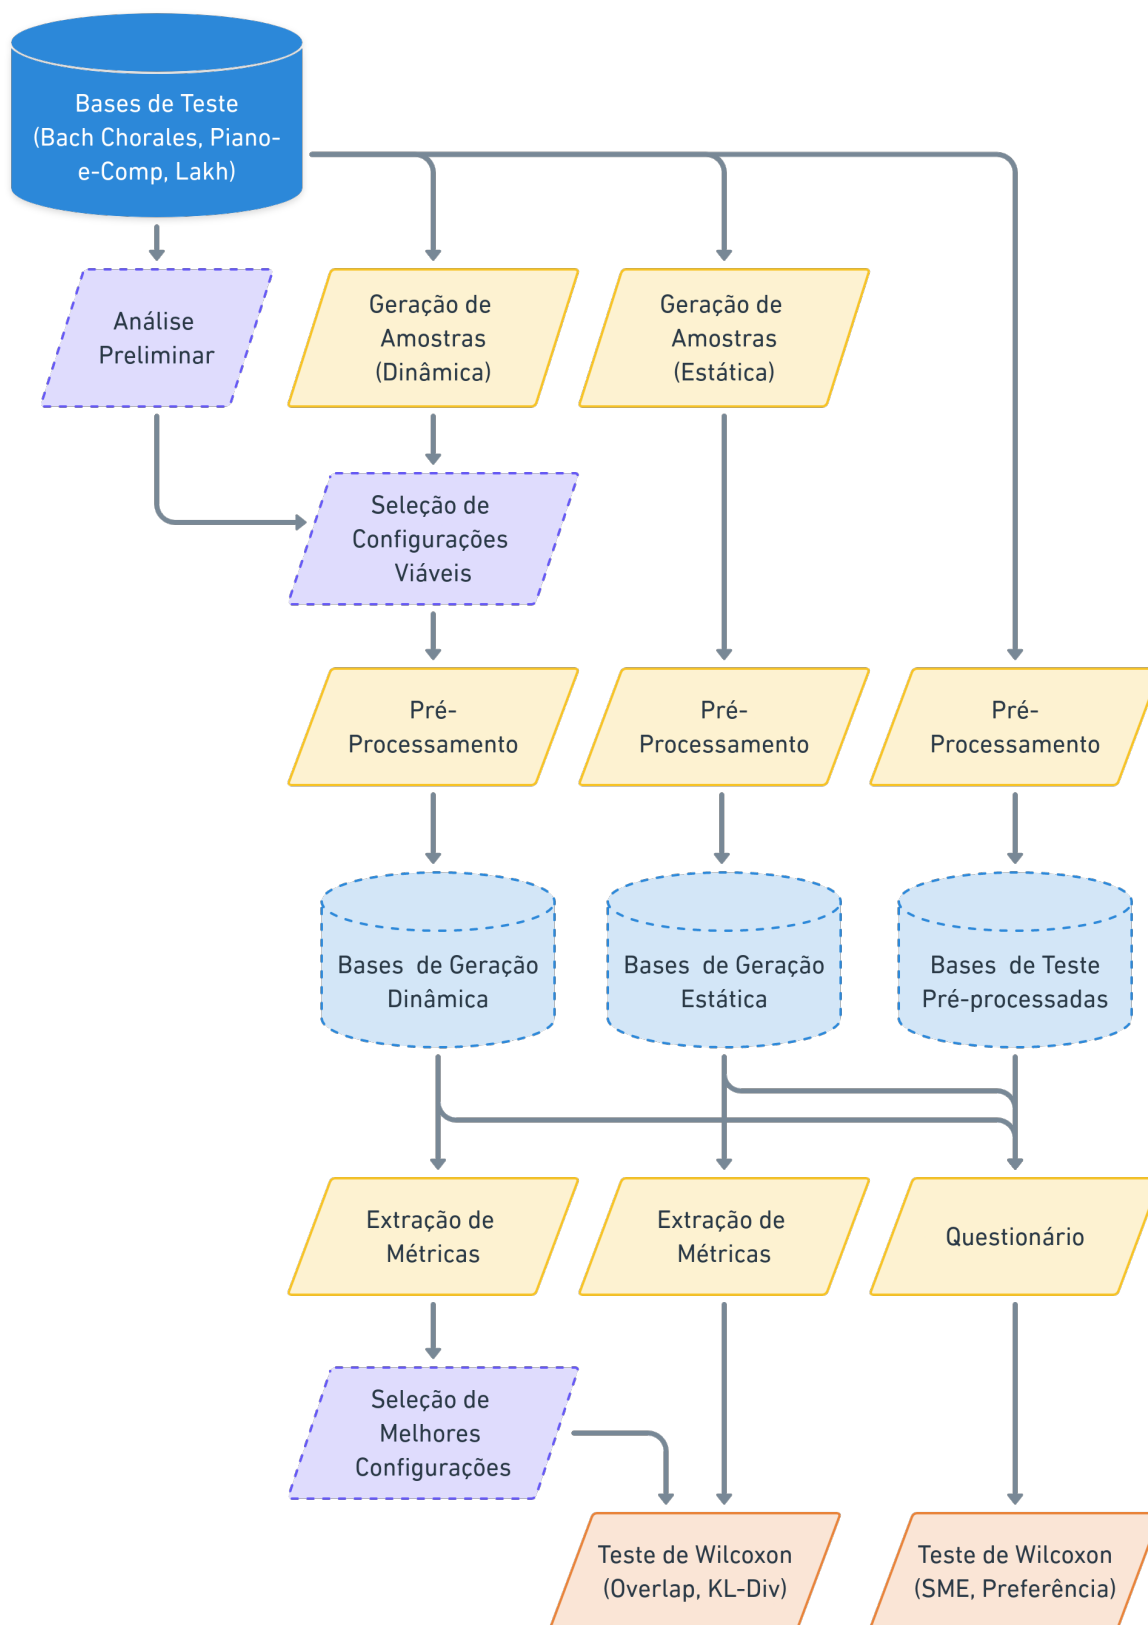 Bases de Teste
(Bach Chorales, Piano-
e-Comp, Lakh)
Análise
Preliminar
Geração de
Amostras
(Dinâmica)
Geração de
Amostras
(Estática)
Seleção de
Configurações
Viáveis
Pré-
Processamento
Pré-
Processamento
Pré-
Processamento
Bases de Geração
Dinâmica
Bases de Geração
Estática
Bases de Teste
Pré-processadas
Extração de
Métricas
Extração de
Métricas
Questionário
Seleção de
Melhores
Configurações
Teste de Wilcoxon
(Overlap, KL-Div)
Teste de Wilcoxon
(SME, Preferência)